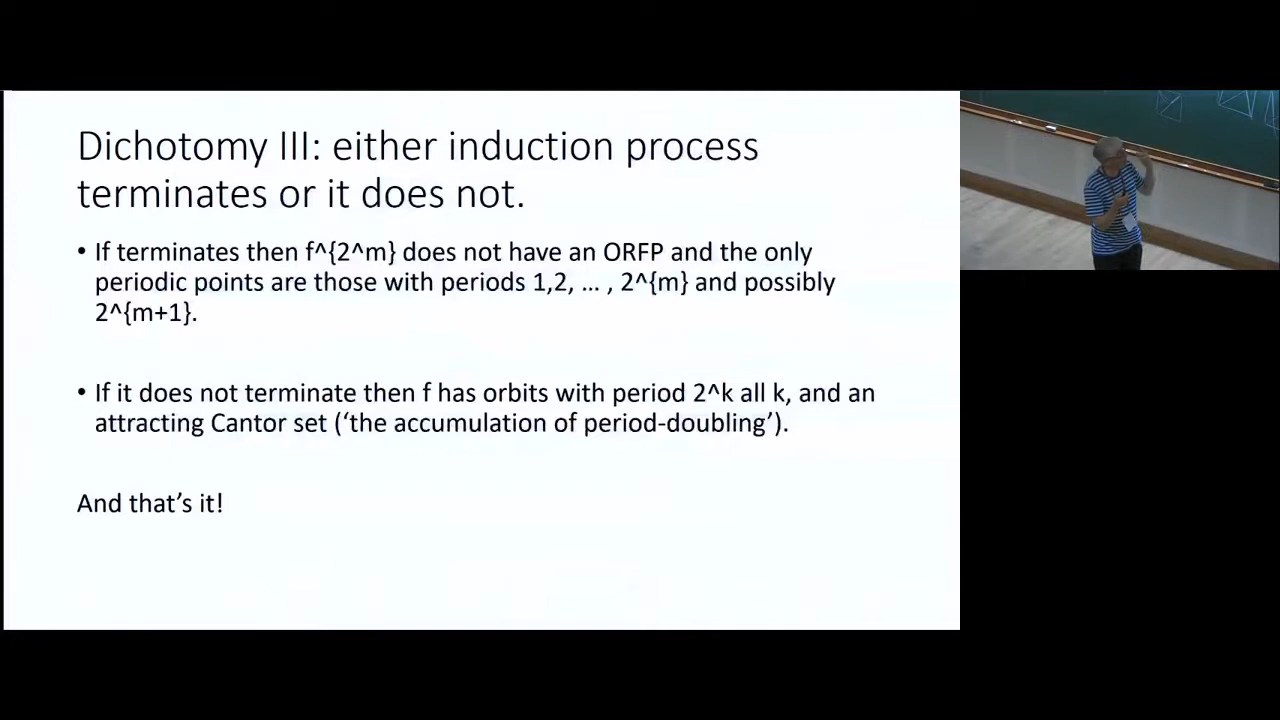 Dichotomy III: either induction process
terminates or it does not.
• If terminates then f^{2^m} does not have an ORFP and the only
periodic points are those with periods 1,2, … , 2^{m} and possibly
2^{m+1}.
• If it does not terminate then f has orbits with period 2^k all k, and an
attracting Cantor set (‘the accumulation of period-doubling’).
And that’s it!